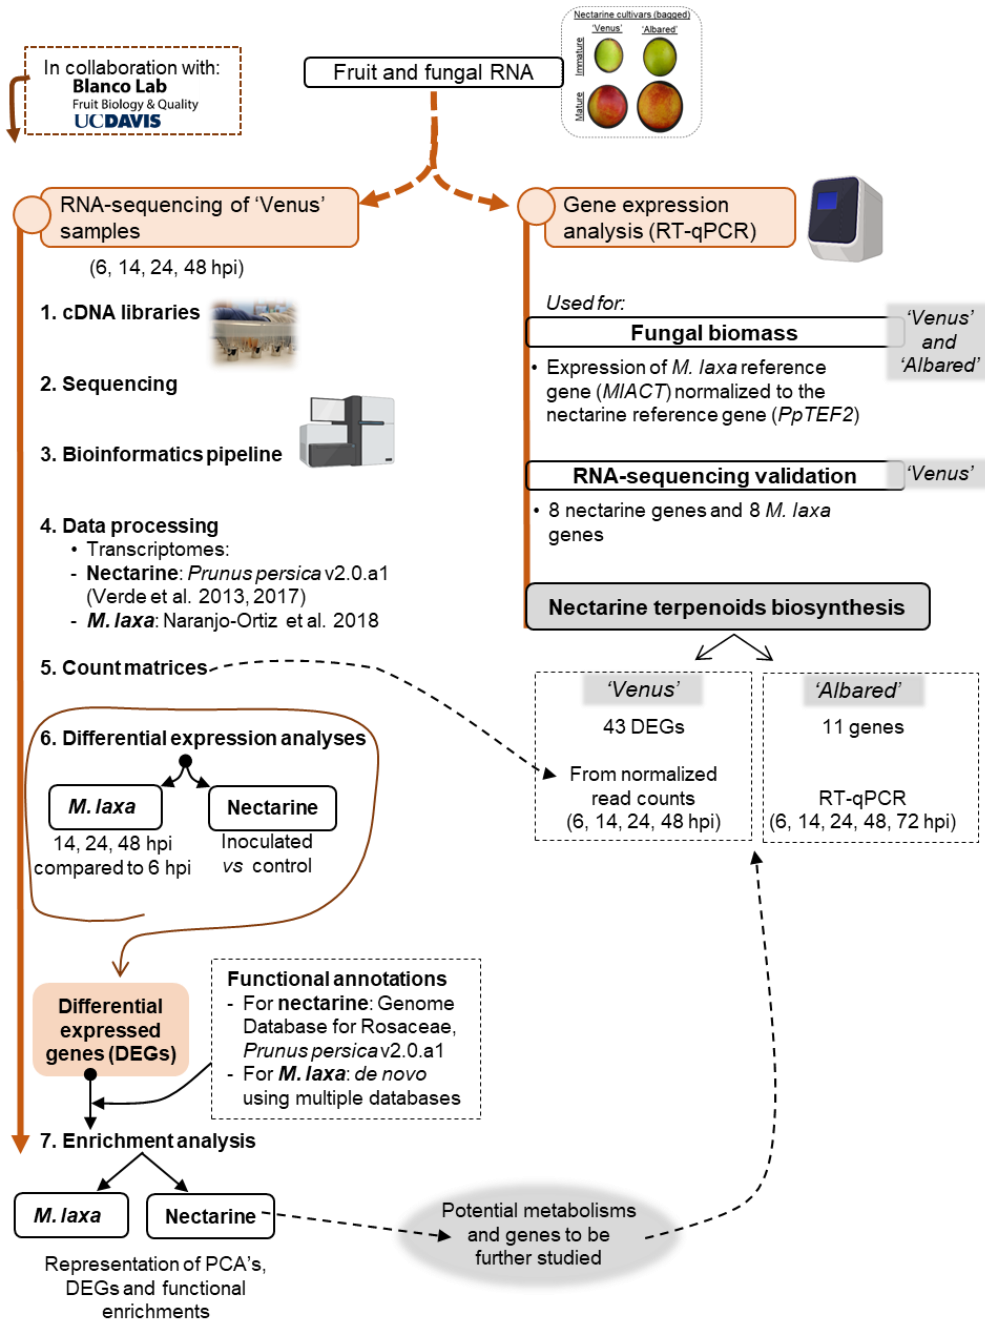 In collaboration with:
Blanco Lab
Fruit Biology & Quality
UCDAVIS
Fruit and fungal RNA
Nectarine cultivars (bagged)
'Venus' 'Albared'
Immature
Mature
RNA-sequencing of 'Venus'
samples
(6, 14, 24, 48 hpi)
1. cDNA libraries
2. Sequencing
3. Bioinformatics pipeline
4. Data processing
• Transcriptomes:
- Nectarine: Prunus persica v2.0.a1
(Verde et al. 2013, 2017)
- M. laxa: Naranjo-Ortiz et al. 2018
5. Count matrices
6. Differential expression analyses
M. laxa
14, 24, 48 hpi
compared to 6 hpi
Nectarine
Inoculated
vs control
Differential
expressed
genes (DEGs)
Functional annotations
- For nectarine: Genome
Database for Rosaceae,
Prunus persica v2.0.a1
- For M. laxa: de novo
using multiple databases
7. Enrichment analysis
M. laxa
Nectarine
Representation of PCA's,
DEGs and functional
enrichments
Potential metabolisms
and genes to be
further studied
Gene expression
analysis (RT-qPCR)
Used for:
Fungal biomass
'Venus'
and
'Albared'
• Expression of M. laxa reference
gene (MlACT) normalized to the
nectarine reference gene (PpTEF2)
RNA-sequencing validation
'Venus'
• 8 nectarine genes and 8 M. laxa
genes
Nectarine terpenoids biosynthesis
'Venus'
43 DEGs
From normalized
read counts
(6, 14, 24, 48 hpi)
'Albared'
11 genes
RT-qPCR
(6, 14, 24, 48, 72 hpi)